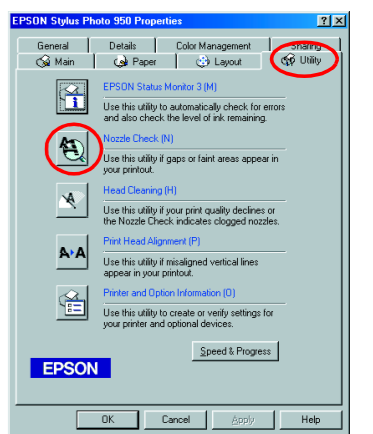 EPSON Stylus Photo 950 Properties
General Details Color Management Sharing
Main Paper Layout Utility
EPSON Status Monitor 3 (M)
Use this utility to automatically check for errors
and also check the level of ink remaining.
Nozzle Check (N)
Use this utility if gaps or faint areas appear in
your printout.
Head Cleaning (H)
Use this utility if your print quality declines or
the Nozzle Check indicates clogged nozzles.
Print Head Alignment (P)
Use this utility if misaligned vertical lines
appear in your printout.
Printer and Option Information (O)
Use this utility to create or verify settings for
your printer and optional devices.
Speed & Progress
EPSON
OK Cancel Apply Help